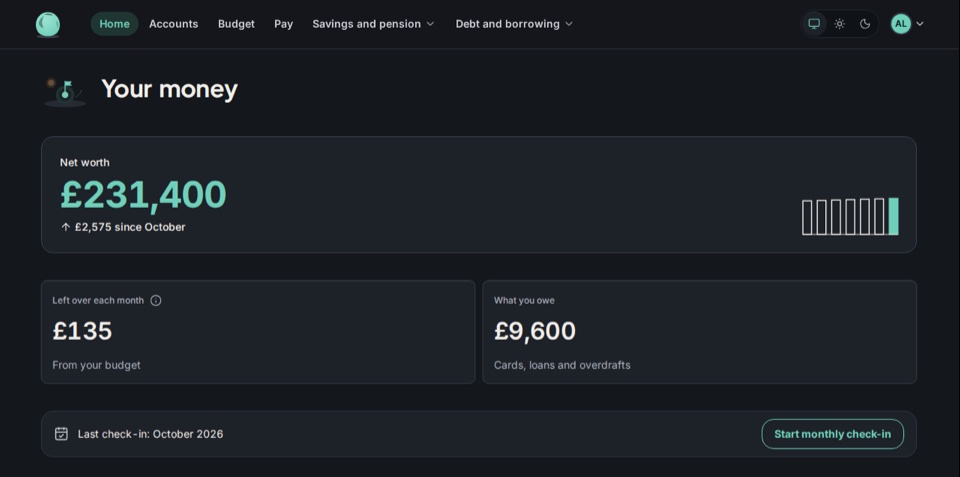 Home
Accounts
Budget
Pay
Savings and pension
Debt and borrowing
AL
Your money
Net worth
£231,400
↑ £2,575 since October
Left over each month
£135
From your budget
What you owe
£9,600
Cards, loans and overdrafts
Last check-in: October 2026
Start monthly check-in